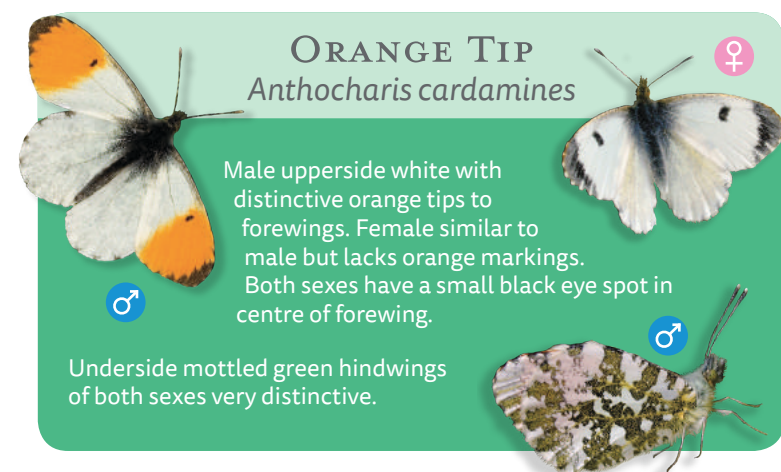 ORANGE TIP
Anthocharis cardamines
♀
Male upperside white with
distinctive orange tips to
forewings. Female similar to
male but lacks orange markings.
Both sexes have a small black eye spot in
centre of forewing.
♂
♂
Underside mottled green hindwings
of both sexes very distinctive.